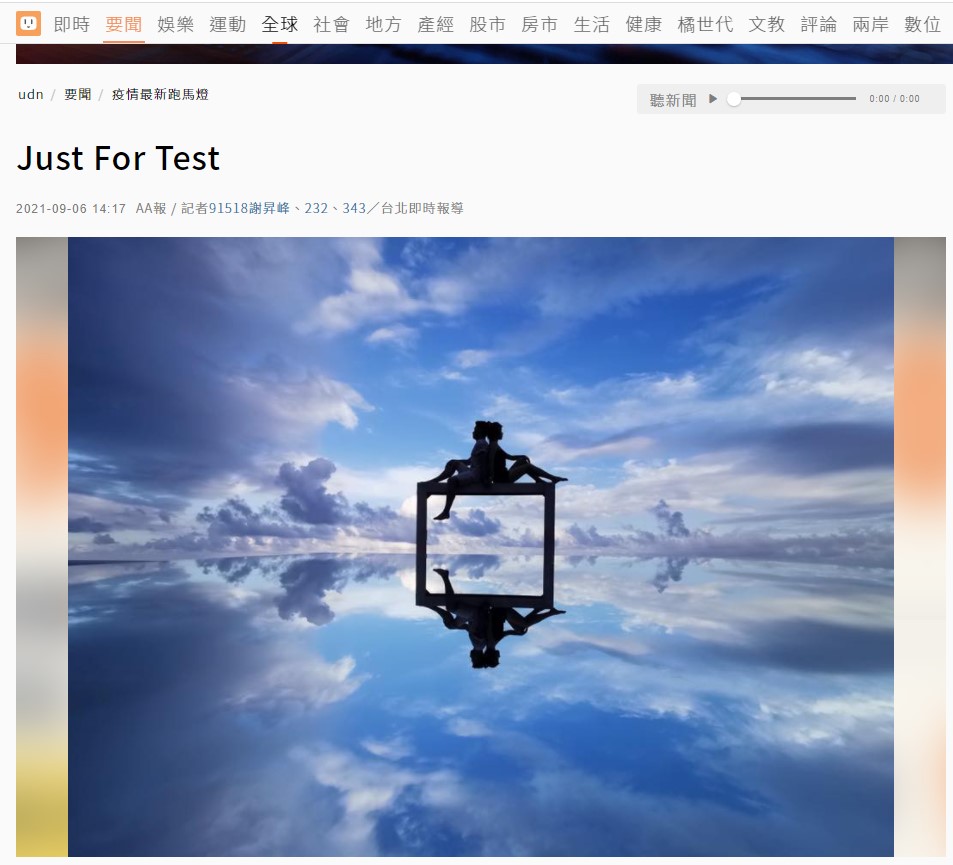 即時 要聞 娛樂 運動 全球 社會 地方 產經 股市 房市 生活 健康 橘世代 文教 評論 兩岸 數位
udn / 要聞 / 疫情最新跑馬燈
聽新聞 0:00 / 0:00
Just For Test
2021-09-06 14:17 AA報 / 記者91518謝昇峰、232、343／台北即時報導